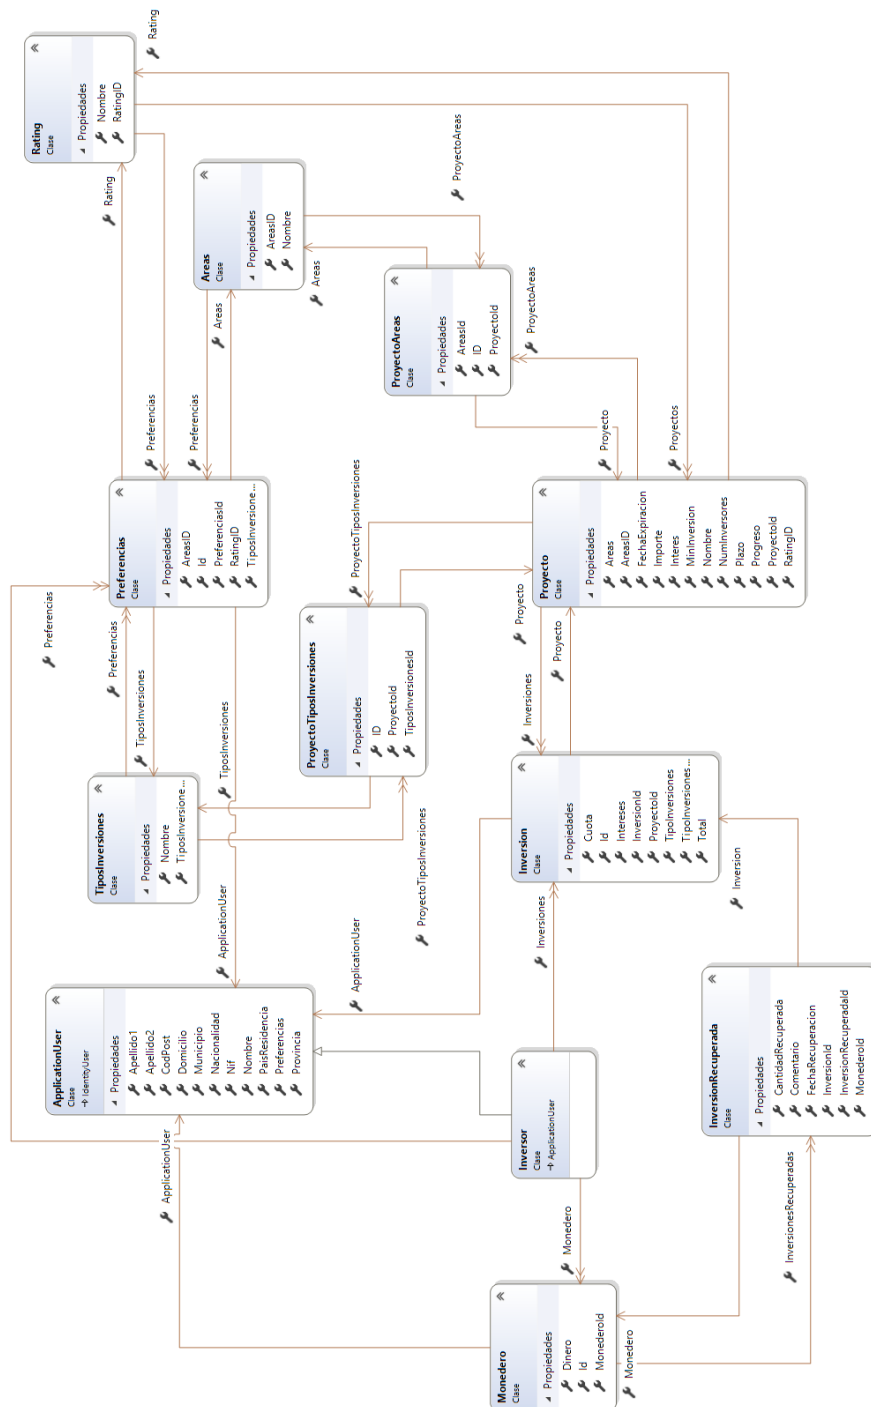 Rating
Clase
Propiedades
Nombre
RatingID
Rating
Rating
Areas
Clase
Propiedades
AreasID
Nombre
ProyectoAreas
Areas
Areas
ProyectoAreas
Clase
Propiedades
AreasId
ID
ProyectoId
ProyectoAreas
Preferencias
Preferencias
Preferencias
Clase
Propiedades
AreasID
Id
PreferenciasId
RatingID
TiposInversione...
Preferencias
Preferencias
Proyecto
Proyectos
ProyectoTiposInversiones
Proyecto
Clase
Propiedades
Areas
AreasID
FechaExpiracion
Importe
Interes
MinInversion
Nombre
NumInversores
Plazo
Progreso
ProyectoId
RatingID
TiposInversiones
TiposInversiones
ProyectoTiposInversiones
Clase
Propiedades
ID
ProyectoId
TiposInversionesId
Proyecto
Proyecto
Inversiones
TiposInversiones
Clase
Propiedades
Nombre
TiposInversione...
ProyectoTiposInversiones
Inversion
Clase
Propiedades
Cuota
Id
Intereses
InversionId
ProyectoId
TipoInversiones
TipoInversiones...
Total
ApplicationUser
ApplicationUser
Inversiones
Inversion
ApplicationUser
Clase
IdentityUser
Propiedades
Apellido1
Apellido2
CodPost
Domicilio
Municipio
Nacionalidad
Nif
Nombre
PaisResidencia
Preferencias
Provincia
Inversor
Clase
ApplicationUser
InversionRecuperada
Clase
Propiedades
CantidadRecuperada
Comentario
FechaRecuperacion
InversionId
InversionRecuperadaId
MonederoId
ApplicationUser
Monedero
InversionesRecuperadas
Monedero
Clase
Propiedades
Dinero
Id
MonederoId
Monedero